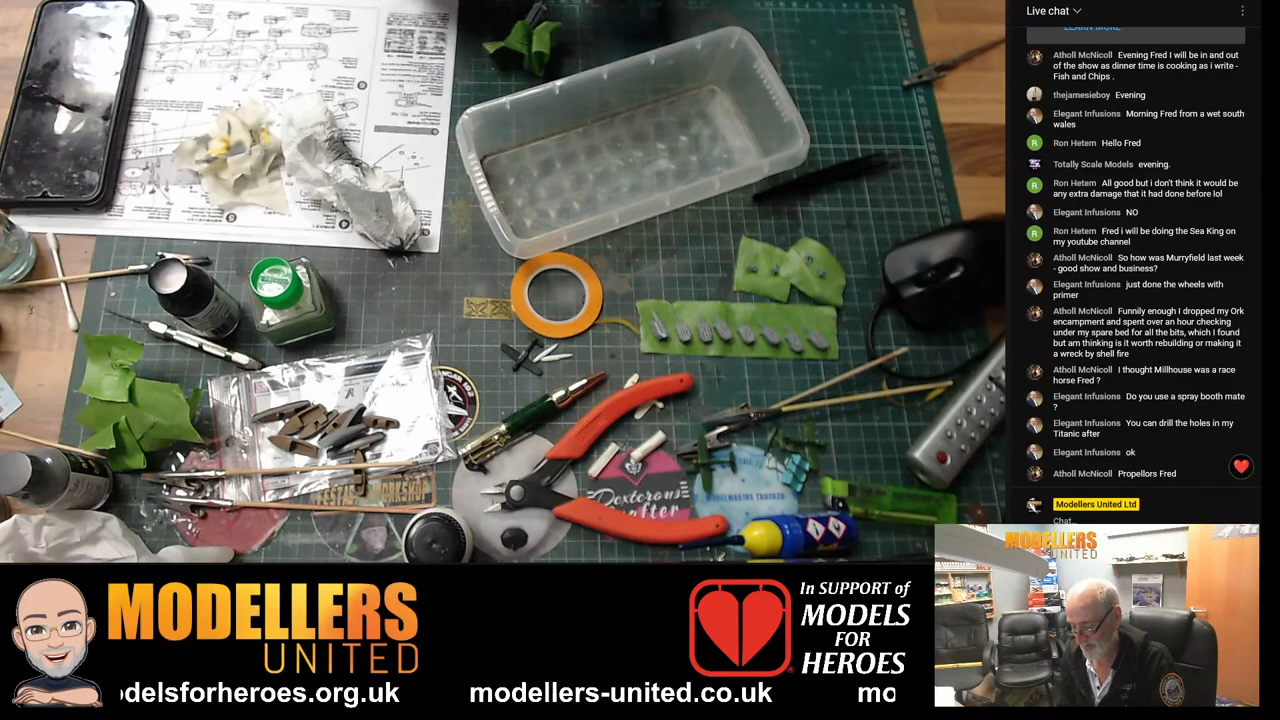 Live chat
LEARN MORE
Atholl McNicoll Evening Fred I will be in and out
of the show as dinnertime is cooking as i write -
Fish and Chips .
thejamesieboy Evening
Elegant Infusions Morning Fred from a wet south
wales
R Ron Hetem Hello Fred
Totally Scale Models evening.
R Ron Hetem All good but i don't think it would be
any extra damage that it had done before lol
Elegant Infusions NO
R Ron Hetem Fred i will be doing the Sea King on
my youtube channel
Atholl McNicoll So how was Murryfield last week
- good show and business?
Elegant Infusions just done the wheels with
primer
Atholl McNicoll Funnily enough I dropped my Ork
encampment and spent over an hour checking
under my spare bed for all the bits, which I found
but am thinking is it worth rebuilding or making it
a wreck by shell fire
Atholl McNicoll I thought Millhouse was a race
horse Fred ?
Elegant Infusions Do you use a spray booth mate
?
Elegant Infusions You can drill the holes in my
Titanic after
Elegant Infusions ok
Atholl McNicoll Propellors Fred
Modellers United Ltd
Chat...
WORKSHOP
Dexterous
Crafter
MODELLERS
UNITED
MODELLERS
UNITED
In SUPPORT of
MODELS
FOR
HEROES
delsforheroes.org.uk modellers-united.co.uk mo